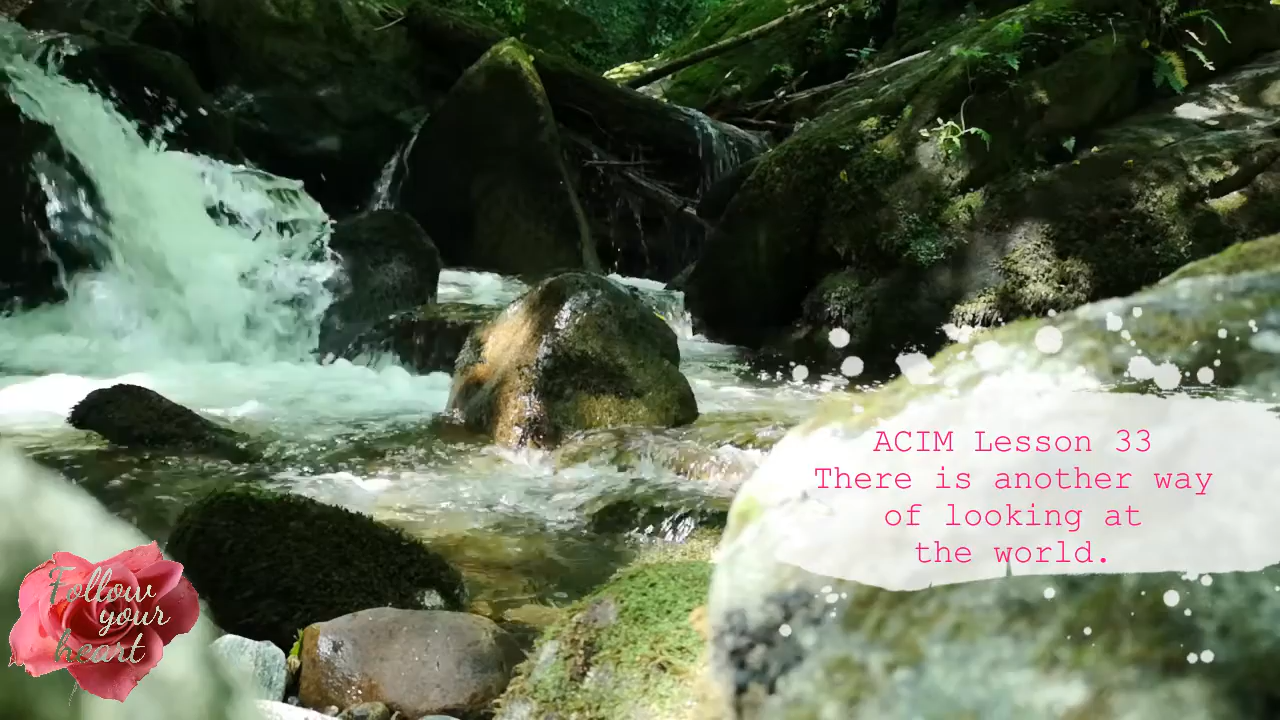 ACIM Lesson 33
There is another way
of looking at
the world.
Follow
your
heart